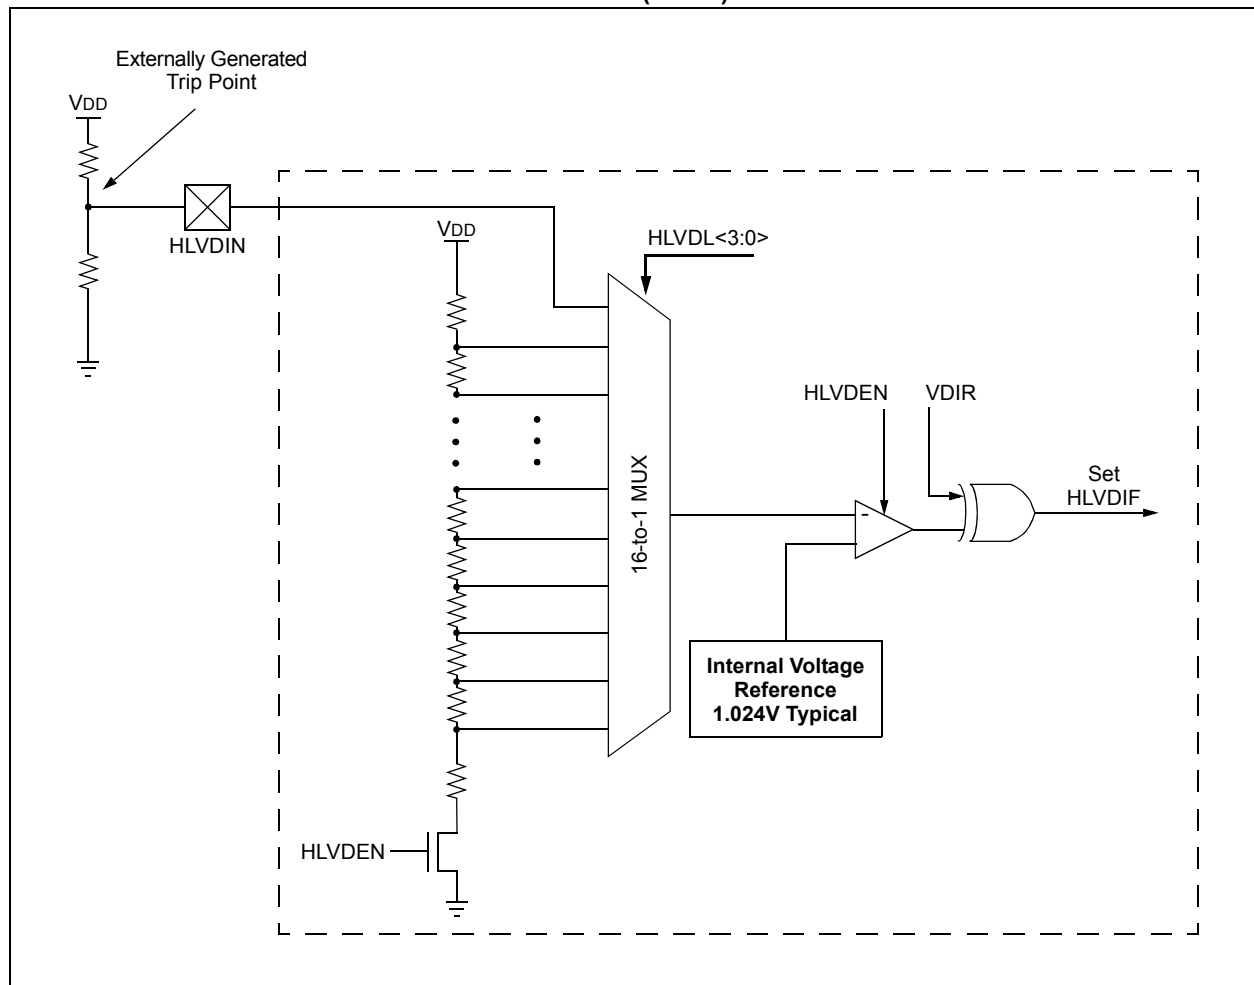 Externally Generated
Trip Point
VDD
HLVDIN
VDD
HLVDL<3:0>
16-to-1 MUX
HLVDEN
VDIR
Set
HLVDIF
-
Internal Voltage
Reference
1.024V Typical
HLVDEN